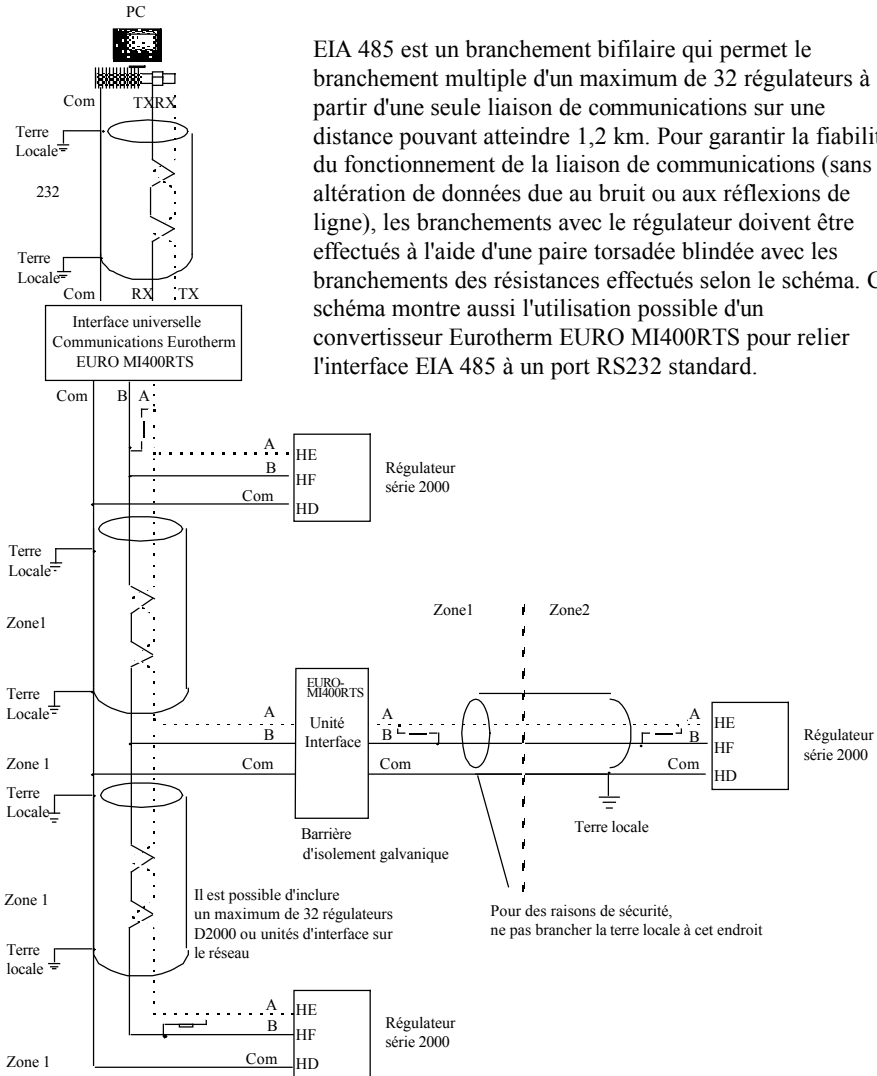 PC
EIA 485 est un branchement bifilaire qui permet le
branchement multiple d'un maximum de 32 régulateurs à
partir d'une seule liaison de communications sur une
distance pouvant atteindre 1,2 km. Pour garantir la fiabilit
du fonctionnement de la liaison de communications (sans
altération de données due au bruit ou aux réflexions de
ligne), les branchements avec le régulateur doivent être
effectués à l'aide d'une paire torsadée blindée avec les
branchements des résistances effectués selon le schéma. C
schéma montre aussi l'utilisation possible d'un
convertisseur Eurotherm EURO MI400RTS pour relier
l'interface EIA 485 à un port RS232 standard.
Com TX RX
Terre
Locale
232
Terre
Locale
Com RX TX
Interface universelle
Communications Eurotherm
EURO MI400RTS
Com B A
A HE
B HF
Com HD
Régulateur
série 2000
Terre
Locale
Zone1
Zone1 Zone2
Terre
Locale
EURO-
MI400RTS
Unité
Interface
A A A HE
B B B HF
Com Com Com HD
Régulateur
série 2000
Zone 1
Terre
Locale
Terre locale
Barrière
d'isolement galvanique
Zone 1
Il est possible d'inclure
un maximum de 32 régulateurs
D2000 ou unités d'interface sur
le réseau
Pour des raisons de sécurité,
ne pas brancher la terre locale à cet endroit
Terre
locale
A HE
B HF
Com HD
Régulateur
série 2000
Zone 1